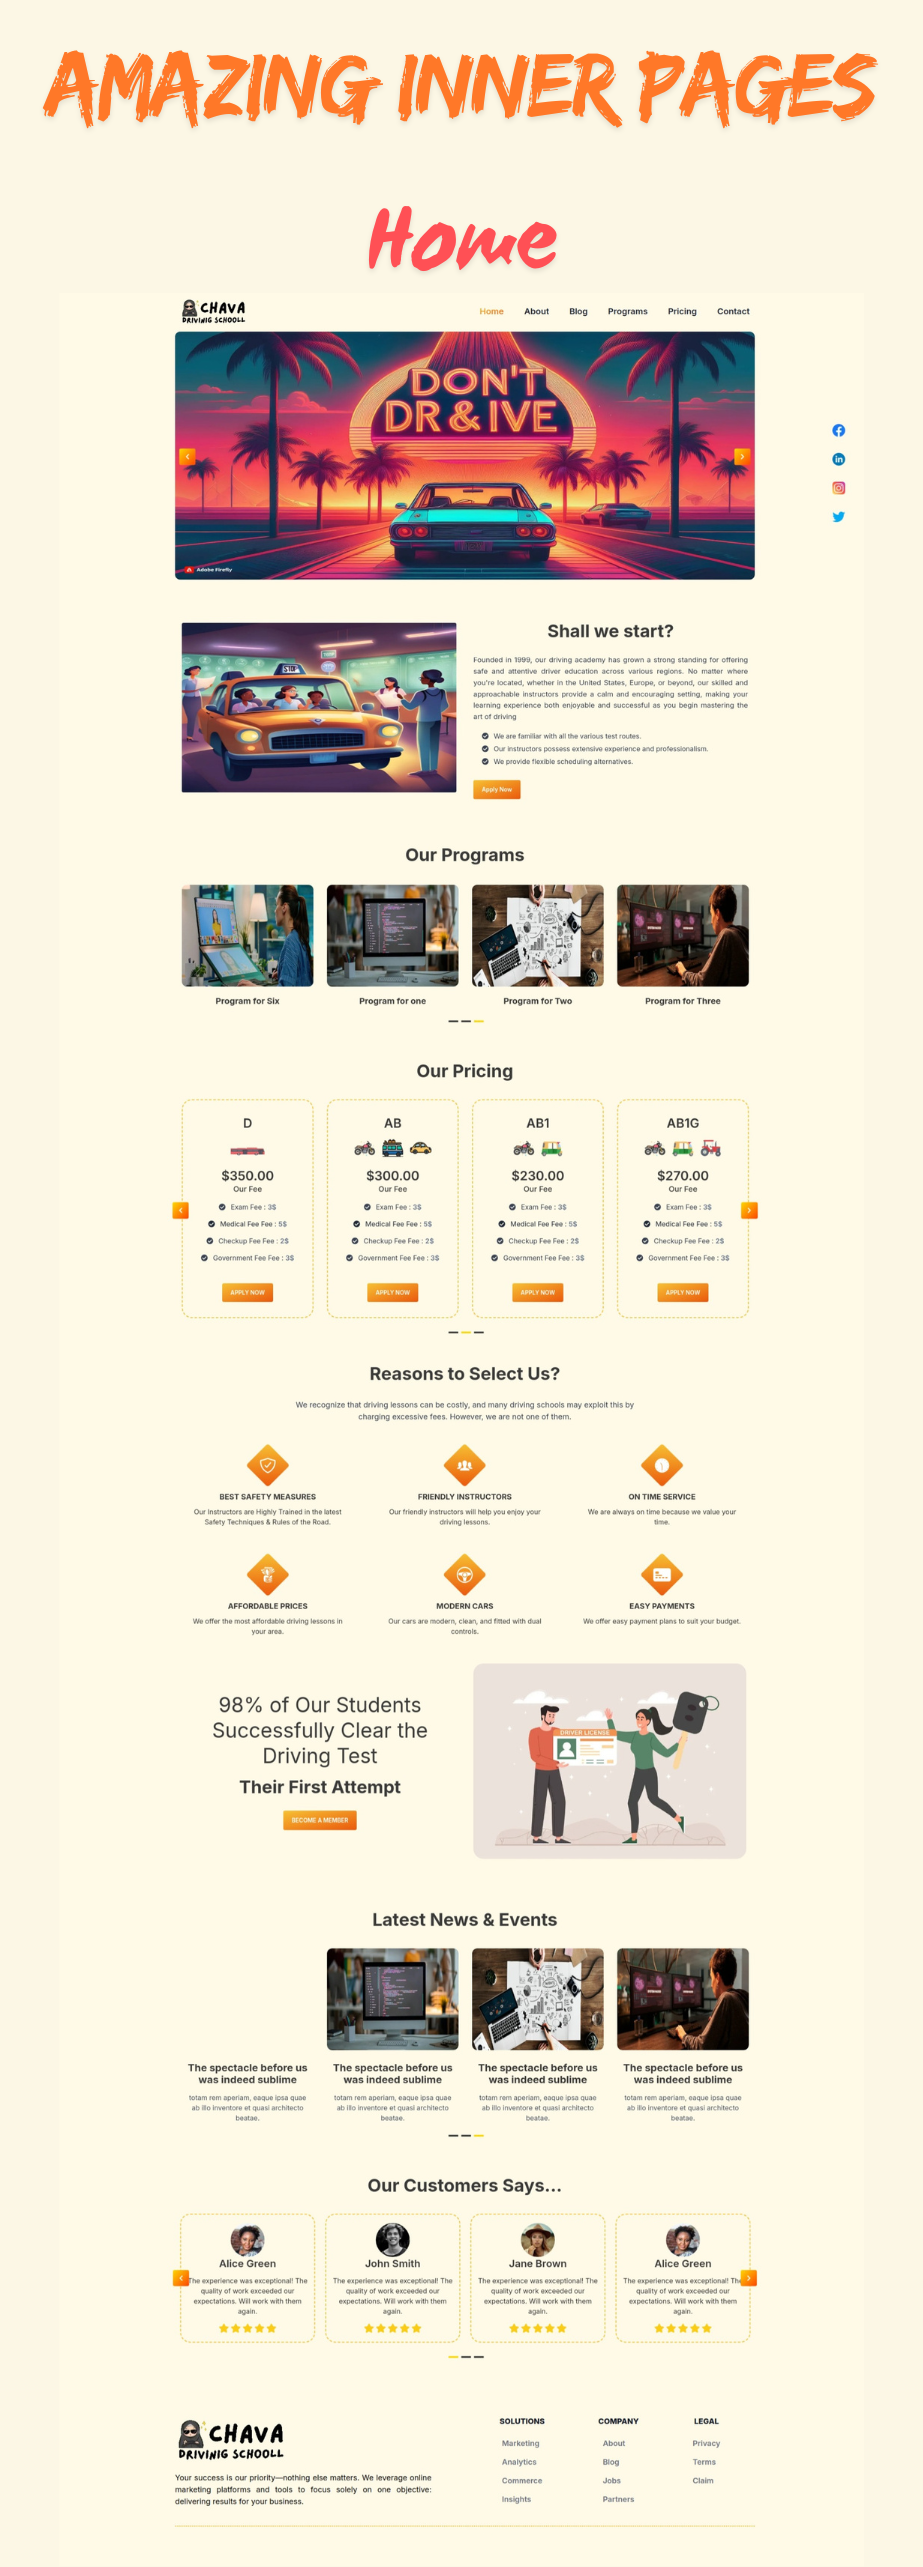 AMAZING INNER PAGES
Home
CHAVA
DRIVINIG SCHOOLL
Home About Blog Programs Pricing Contact
DON'T
DR&IVE
Adobe Firefly
STOP
Shall we start?
Founded in 1999, our driving academy has grown a strong standing for offering
safe and attentive driver education across various regions. No matter where
you're located, whether in the United States, Europe, or beyond, our skilled and
approachable instructors provide a calm and encouraging setting, making your
learning experience both enjoyable and successful as you begin mastering the
art of driving
We are familiar with all the various test routes.
Our instructors possess extensive experience and professionalism.
We provide flexible scheduling alternatives.
Apply Now
Our Programs
Program for Six
Program for one
Program for Two
Program for Three
Our Pricing
D
$350.00
Our Fee
Exam Fee : 3$
Medical Fee Fee : 5$
Checkup Fee Fee : 2$
Government Fee Fee : 3$
APPLY NOW
AB
$300.00
Our Fee
Exam Fee : 3$
Medical Fee Fee : 5$
Checkup Fee Fee : 2$
Government Fee Fee : 3$
APPLY NOW
AB1
$230.00
Our Fee
Exam Fee : 3$
Medical Fee Fee : 5$
Checkup Fee Fee : 2$
Government Fee Fee : 3$
APPLY NOW
AB1G
$270.00
Our Fee
Exam Fee : 3$
Medical Fee Fee : 5$
Checkup Fee Fee : 2$
Government Fee Fee : 3$
APPLY NOW
Reasons to Select Us?
We recognize that driving lessons can be costly, and many driving schools may exploit this by
charging excessive fees. However, we are not one of them.
BEST SAFETY MEASURES
Our Instructors are Highly Trained in the latest
Safety Techniques & Rules of the Road.
FRIENDLY INSTRUCTORS
Our friendly instructors will help you enjoy your
driving lessons.
ON TIME SERVICE
We are always on time because we value your
time.
AFFORDABLE PRICES
We offer the most affordable driving lessons in
your area.
MODERN CARS
Our cars are modern, clean, and fitted with dual
controls.
EASY PAYMENTS
We offer easy payment plans to suit your budget.
98% of Our Students
Successfully Clear the
Driving Test
Their First Attempt
BECOME A MEMBER
DRIVER LICENSE
Latest News & Events
The spectacle before us
was indeed sublime
totam rem aperiam, eaque ipsa quae
ab illo inventore et quasi architecto
beatae.
The spectacle before us
was indeed sublime
totam rem aperiam, eaque ipsa quae
ab illo inventore et quasi architecto
beatae.
The spectacle before us
was indeed sublime
totam rem aperiam, eaque ipsa quae
ab illo inventore et quasi architecto
beatae.
The spectacle before us
was indeed sublime
totam rem aperiam, eaque ipsa quae
ab illo inventore et quasi architecto
beatae.
Our Customers Says...
Alice Green
The experience was exceptional! The
quality of work exceeded our
expectations. Will work with them
again.
John Smith
The experience was exceptional! The
quality of work exceeded our
expectations. Will work with them
again.
Jane Brown
The experience was exceptional! The
quality of work exceeded our
expectations. Will work with them
again.
Alice Green
The experience was exceptional! The
quality of work exceeded our
expectations. Will work with them
again.
CHAVA
DRIVINIG SCHOOLL
Your success is our priority—nothing else matters. We leverage online
marketing platforms and tools to focus solely on one objective:
delivering results for your business.
SOLUTIONS
Marketing
Analytics
Commerce
Insights
COMPANY
About
Blog
Jobs
Partners
LEGAL
Privacy
Terms
Claim